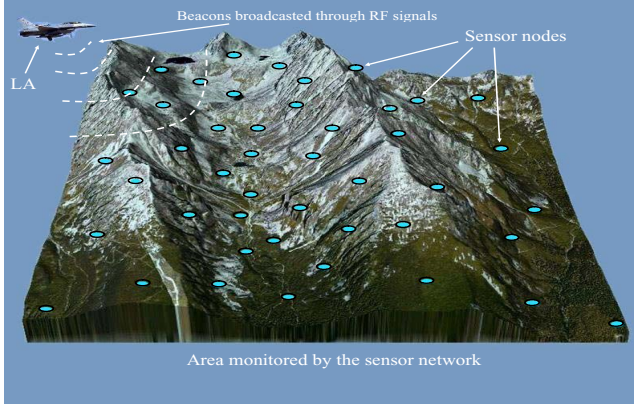 Beacons broadcasted through RF signals
Sensor nodes
LA
Area monitored by the sensor network